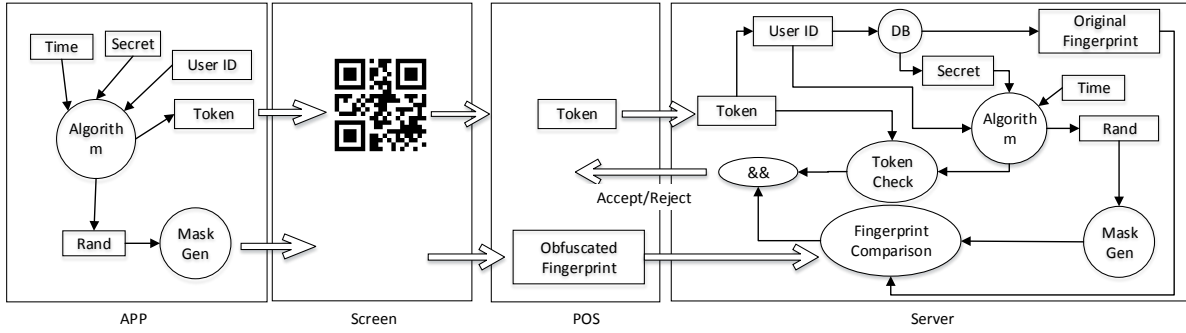 Time
Secret
User ID
Algorith
m
Token
Rand
Mask
Gen
APP
Screen
Token
Accept/Reject
Obfuscated
Fingerprint
POS
User ID
DB
Original
Fingerprint
Secret
Time
Token
Algorith
m
Rand
&&
Token
Check
Fingerprint
Comparison
Mask
Gen
Server